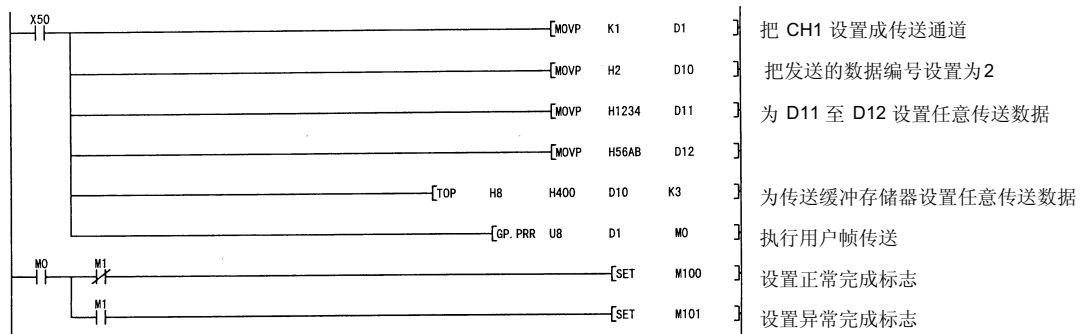 X50
[MOVP K1 D1 ] 把 CH1 设置成传送通道
[MOVP H2 D10 ] 把发送的数据编号设置为2
[MOVP H1234 D11 ] 为 D11 至 D12 设置任意传送数据
[MOVP H56AB D12 ]
[TOP H8 H400 D10 K3 ] 为传送缓冲存储器设置任意传送数据
[GP.PRR U8 D1 M0 ] 执行用户帧传送
M0 M1 [SET M100 ] 设置正常完成标志
M1 [SET M101 ] 设置异常完成标志